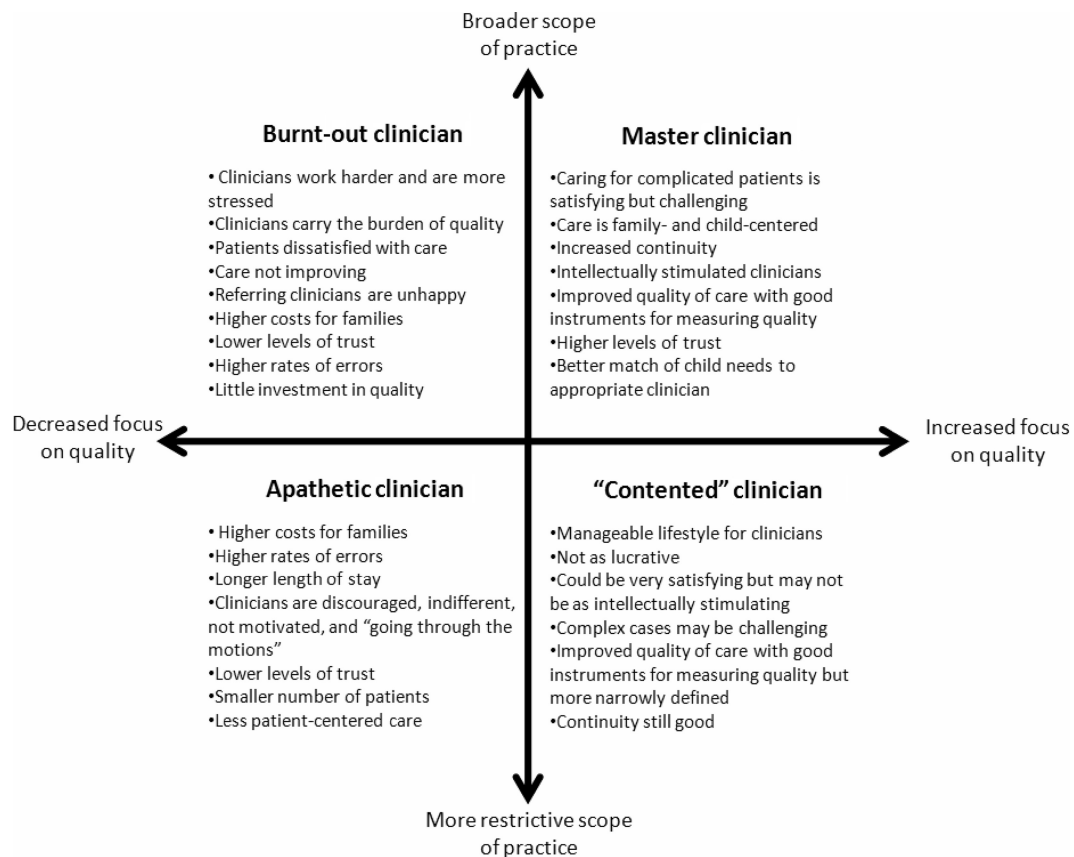 Broader scope
of practice
Burnt-out clinician
• Clinicians work harder and are more
stressed
•Clinicians carry the burden of quality
•Patients dissatisfied with care
•Care not improving
•Referring clinicians are unhappy
•Higher costs for families
•Lower levels of trust
•Higher rates of errors
•Little investment in quality
Master clinician
•Caring for complicated patients is
satisfying but challenging
•Care is family- and child-centered
•Increased continuity
•Intellectually stimulated clinicians
•Improved quality of care with good
instruments for measuring quality
•Higher levels of trust
•Better match of child needs to
appropriate clinician
Decreased focus
on quality
Increased focus
on quality
Apathetic clinician
• Higher costs for families
•Higher rates of errors
•Longer length of stay
•Clinicians are discouraged, indifferent,
not motivated, and “going through the
motions”
•Lower levels of trust
•Smaller number of patients
•Less patient-centered care
“Contented” clinician
•Manageable lifestyle for clinicians
•Not as lucrative
•Could be very satisfying but may not
be as intellectually stimulating
•Complex cases may be challenging
•Improved quality of care with good
instruments for measuring quality but
more narrowly defined
•Continuity still good
More restrictive scope
of practice